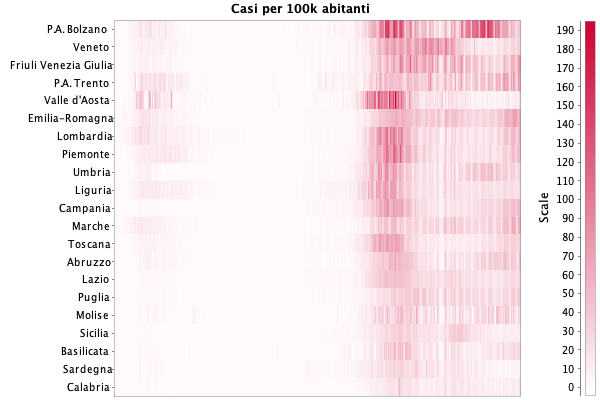 Casi per 100k abitanti
P.A. Bolzano
Veneto
Friuli Venezia Giulia
P.A. Trento
Valle d'Aosta
Emilia-Romagna
Lombardia
Piemonte
Umbria
Liguria
Campania
Marche
Toscana
Abruzzo
Lazio
Puglia
Molise
Sicilia
Basilicata
Sardegna
Calabria
Scale
190
180
170
160
150
140
130
120
110
100
90
80
70
60
50
40
30
20
10
0